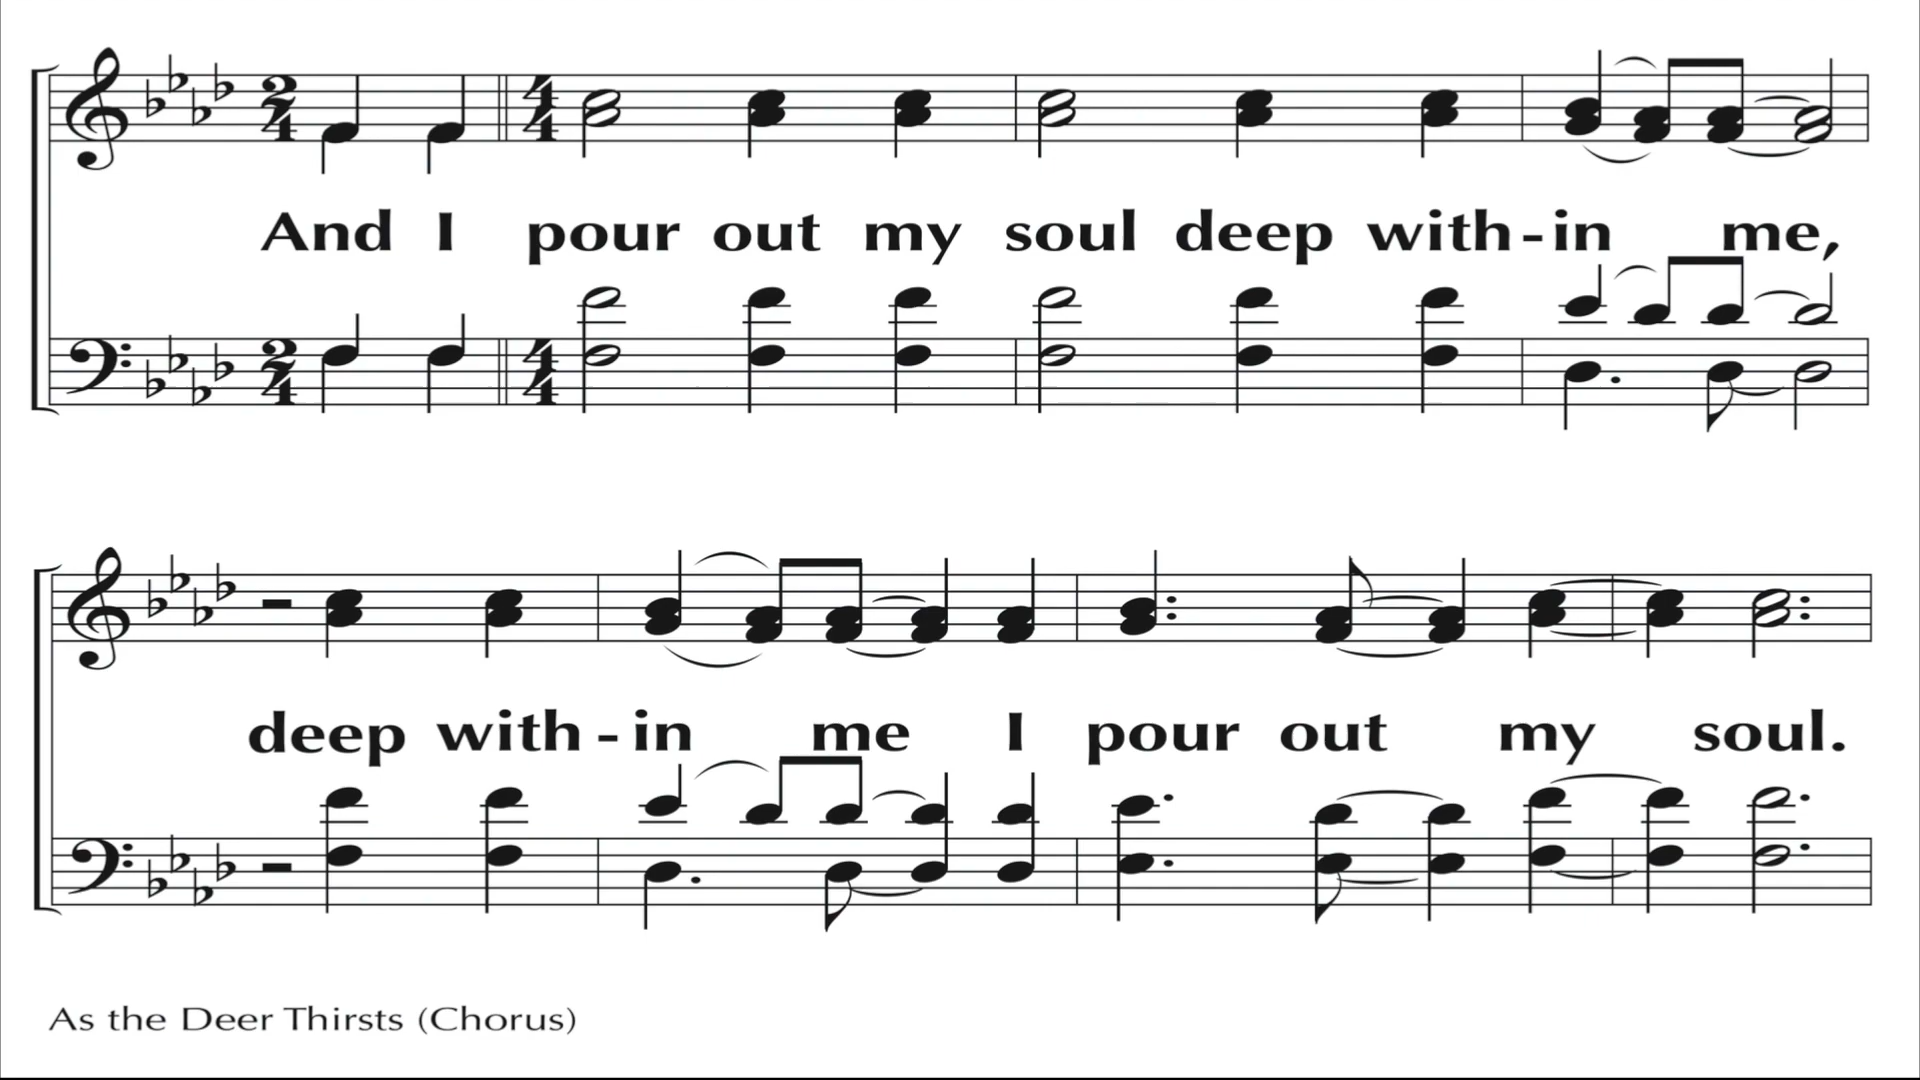 And I pour out my soul deep with-in me,
deep with-in me I pour out my soul.
As the Deer Thirsts (Chorus)